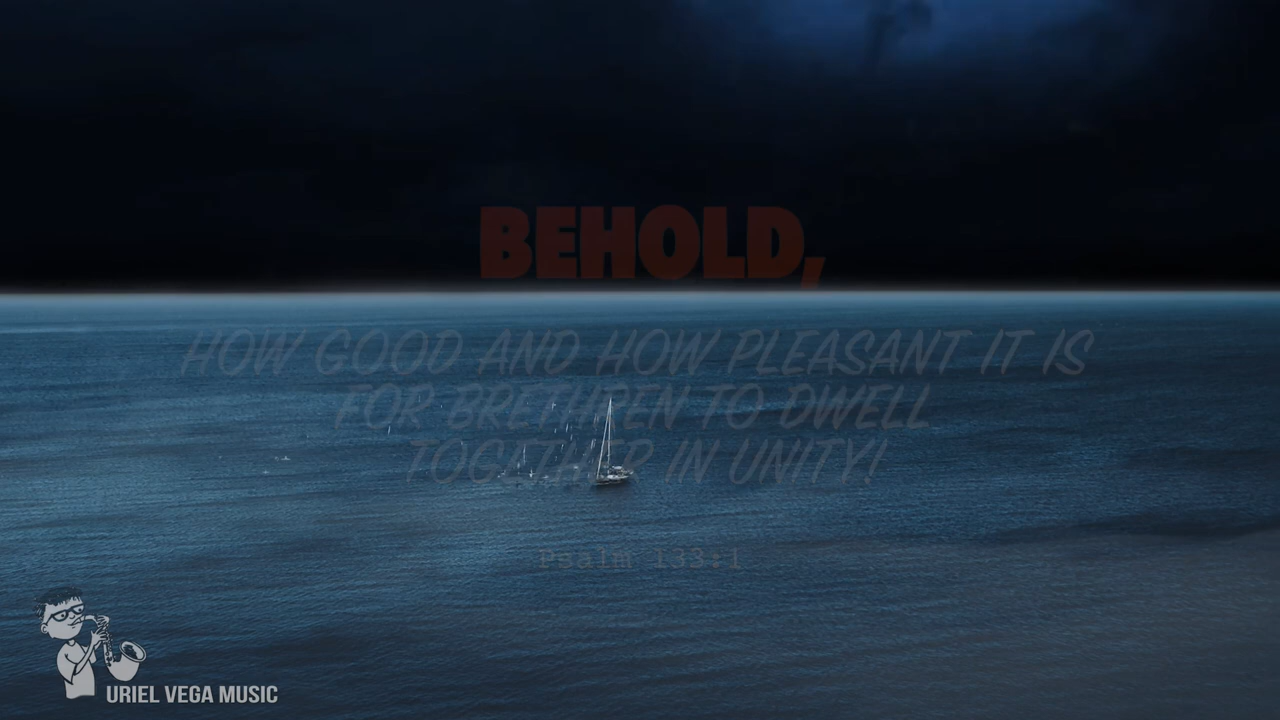 BEHOLD,
HOW GOOD AND HOW PLEASANT IT IS
FOR BRETHREN TO DWELL
TOGETHER IN UNITY!
Psalm 133:1
URIEL VEGA MUSIC